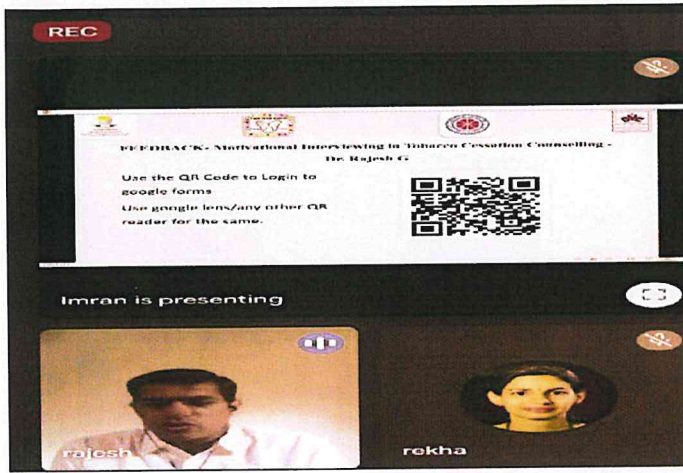 REC
FEEDBACK- Motivational Interviewing in Tobacco Cessation Counselling -
Dr. Rajesh G
Use the QR Code to Login to
google forms
Use google lens/any other QR
reader for the same.
Imran is presenting
rajesh
rekha